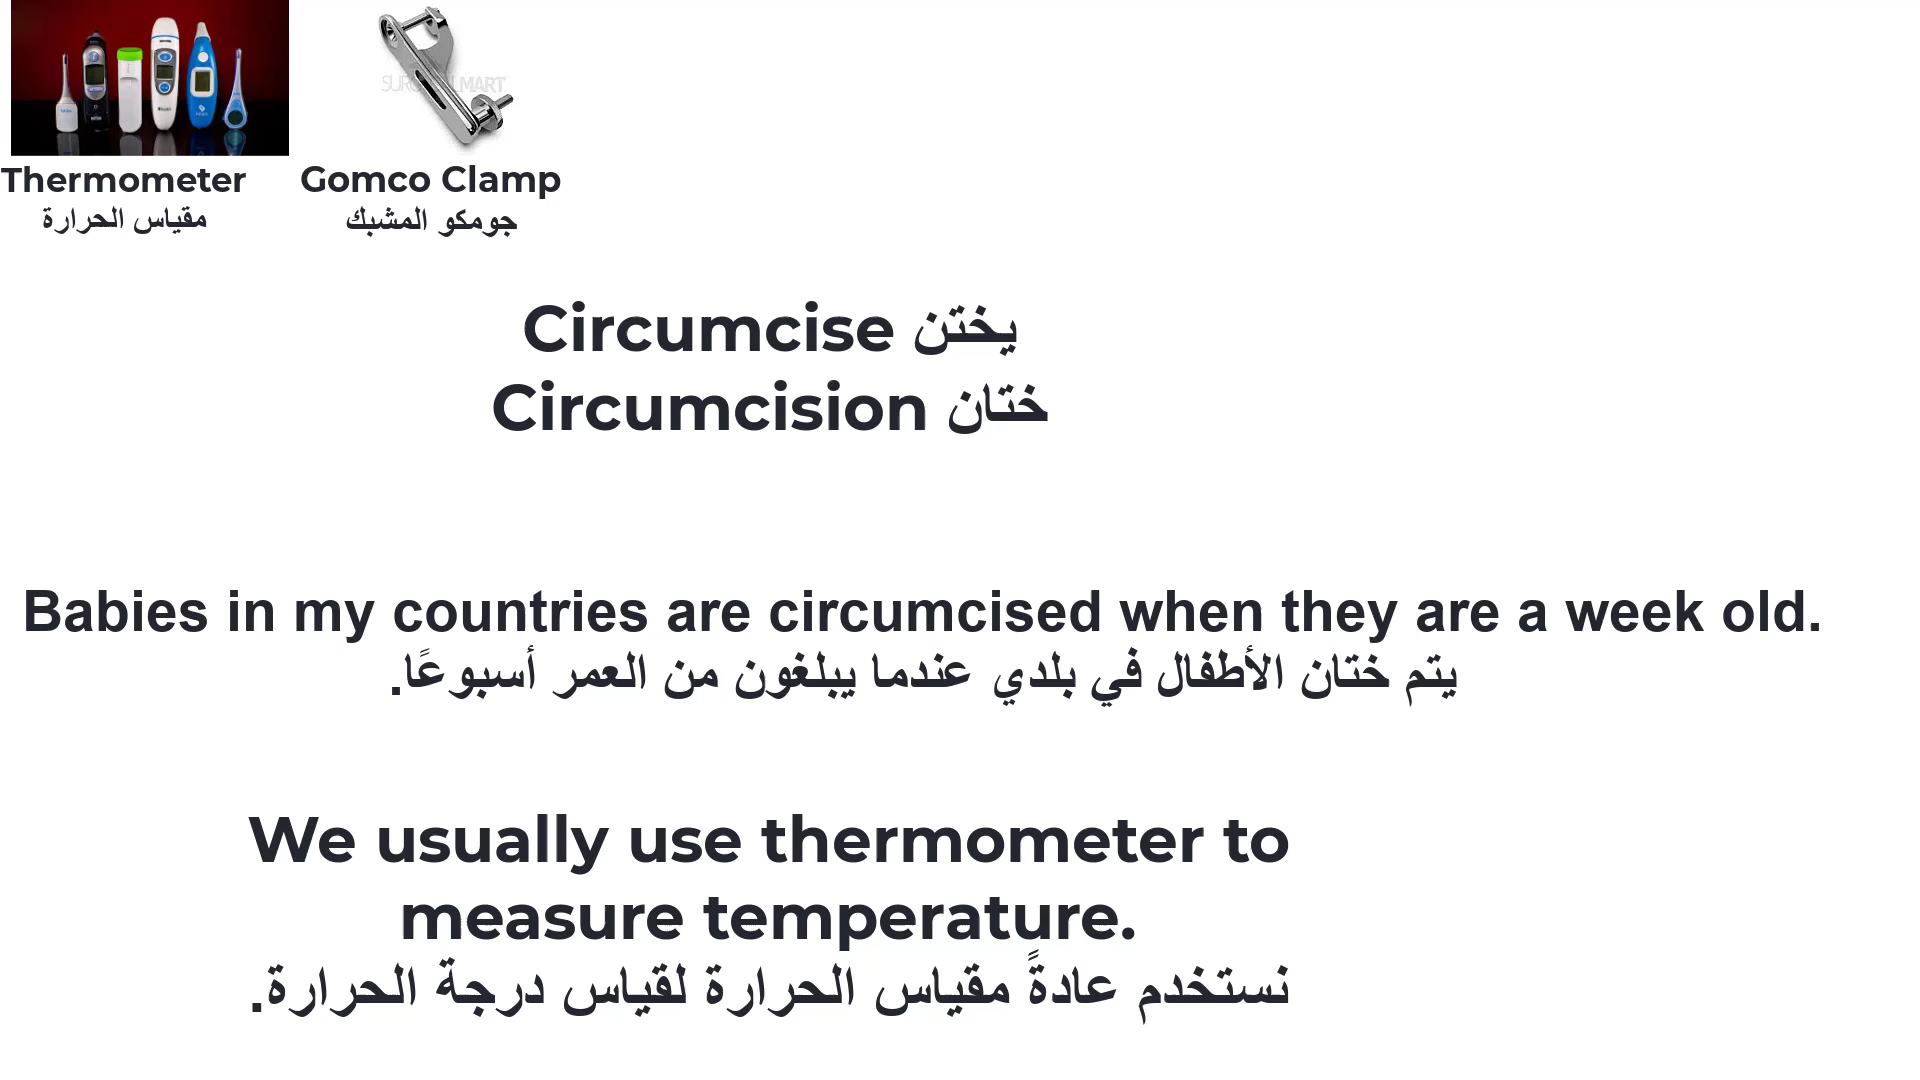 SURGICALMART
Thermometer
مقياس الحرارة
Gomco Clamp
جومكو المشبك
Circumcise يختن
Circumcision ختان
Babies in my countries are circumcised when they are a week old.
يتم ختان الأطفال في بلدي عندما يبلغون من العمر أسبوعًا.
We usually use thermometer to
measure temperature.
نستخدم عادةً مقياس الحرارة لقياس درجة الحرارة.